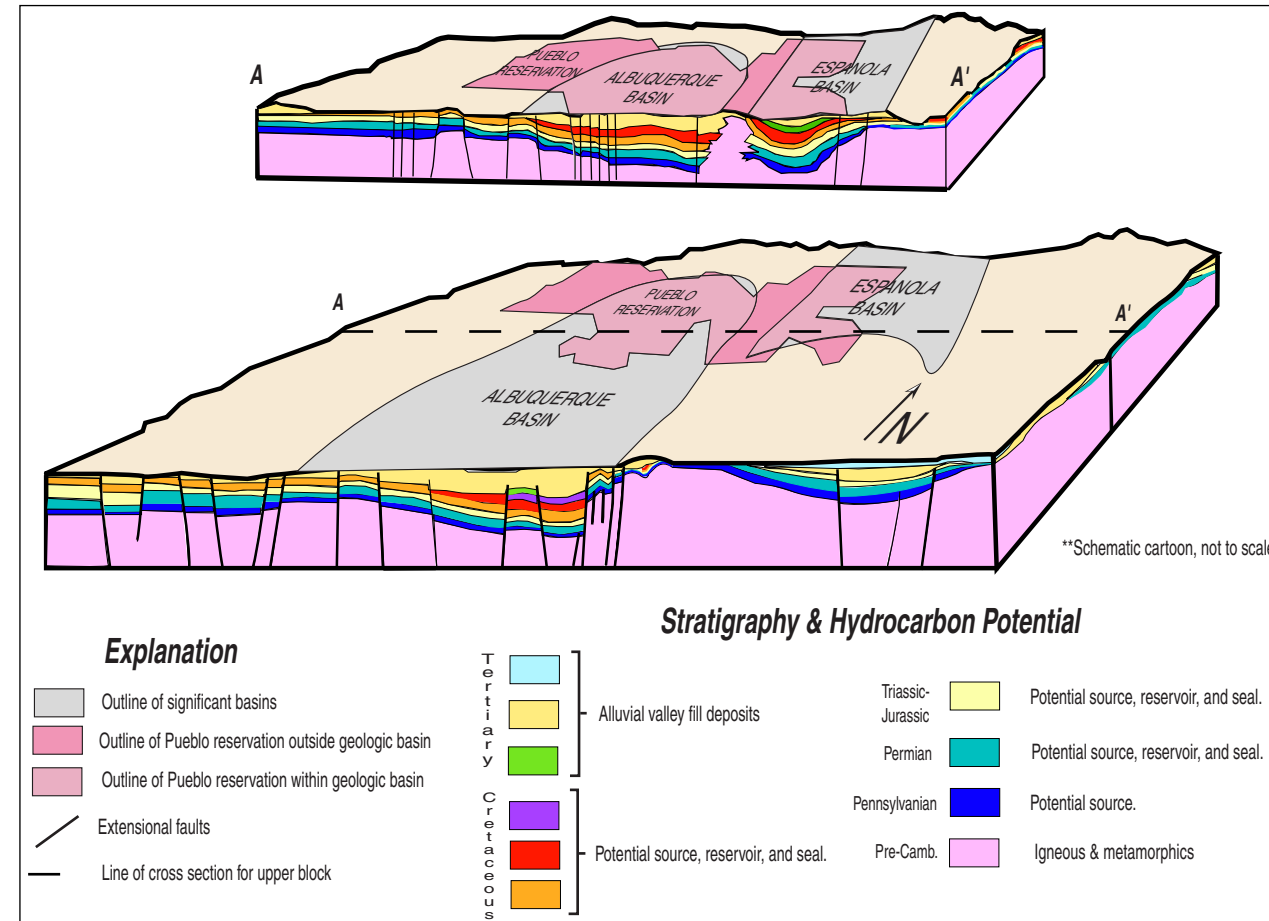 A
PUEBLO
RESERVATION
ALBUQUERQUE
BASIN
ESPANOLA
BASIN
A'
A
PUEBLO
RESERVATION
ESPANOLA
BASIN
A'
ALBUQUERQUE
BASIN
N
**Schematic cartoon, not to scale
Explanation
Outline of significant basins
Outline of Pueblo reservation outside geologic basin
Outline of Pueblo reservation within geologic basin
Extensional faults
Line of cross section for upper block
Stratigraphy & Hydrocarbon Potential
Tertiary
Alluvial valley fill deposits
Cretaceous
Potential source, reservoir, and seal.
Triassic-
Jurassic
Potential source, reservoir, and seal.
Permian
Potential source, reservoir, and seal.
Pennsylvanian
Potential source.
Pre-Camb.
Igneous & metamorphics